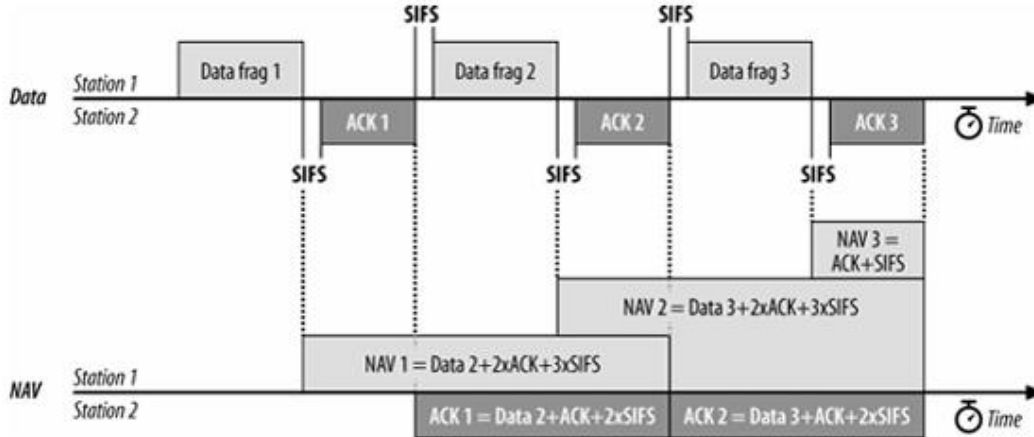 SIFS
SIFS
Data frag 1
Data frag 2
Data frag 3
Data
Station 1
Station 2
ACK 1
ACK 2
ACK 3
Time
SIFS
SIFS
SIFS
NAV 3 =
ACK+SIFS
NAV 2 = Data 3+2xACK+3xSIFS
NAV 1 = Data 2+2xACK+3xSIFS
NAV
Station 1
Station 2
ACK 1 = Data 2+ACK+2xSIFS
ACK 2 = Data 3+ACK+2xSIFS
Time